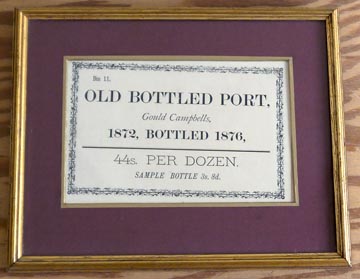 Bin 11.
OLD BOTTLED PORT,
Gould Campbells,
1872, BOTTLED 1876,
44s. PER DOZEN.
SAMPLE BOTTLE 3s. 8d.